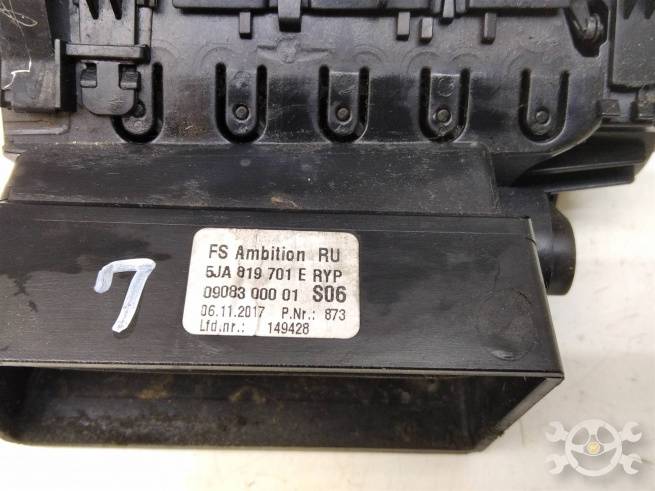 7
FS Ambition RU
5JA 819 701 E RYP
09083 000 01 S06
06.11.2017 P.Nr.: 873
Lfd.nr.: 149428